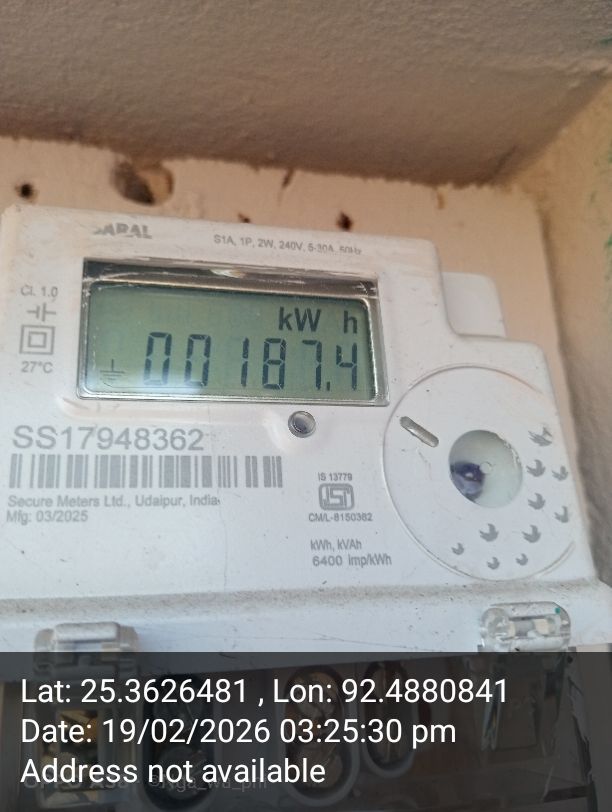 SARAL
S1A, 1P, 2W, 240V, 5-30A, 50Hz
Cl. 1.0
27°C
kW h
00187.4
SS17948362
Secure Meters Ltd., Udaipur, India
Mfg: 03/2025
IS 13779
ISI
CM/L-8150362
kWh, kVAh
6400 imp/kWh
Lat: 25.3626481 , Lon: 92.4880841
Date: 19/02/2026 03:25:30 pm
Address not available